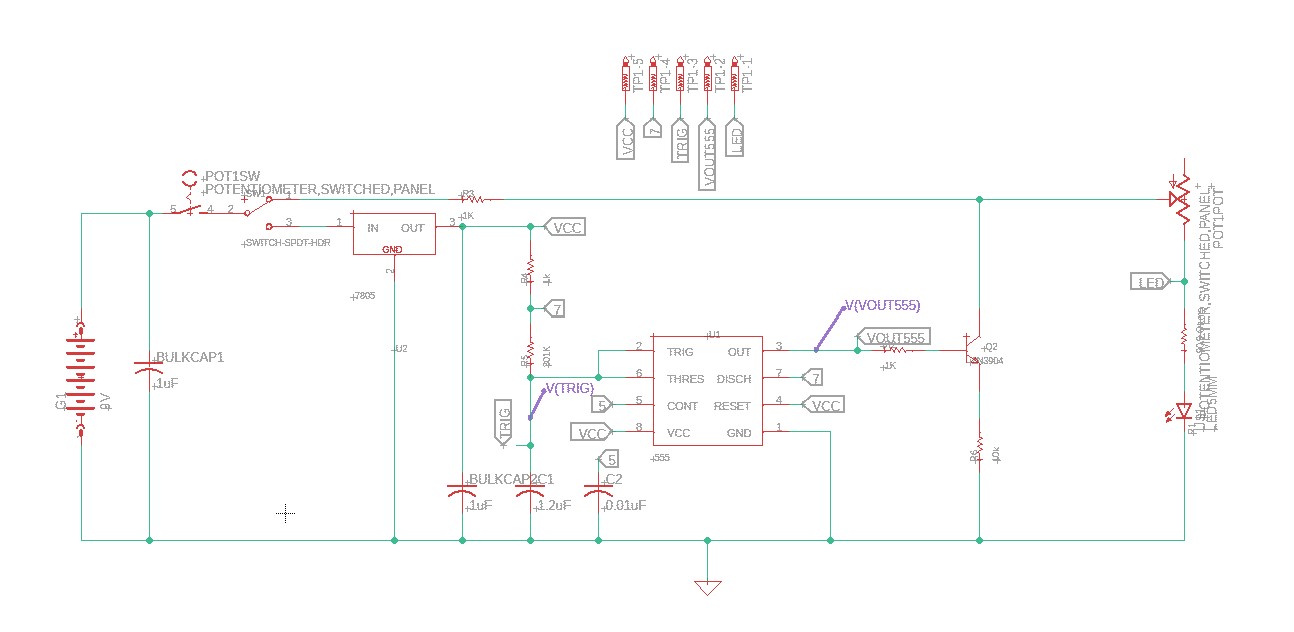 TP1-5
TP1-4
TP1-3
TP1-2
TP1-1
VCC
7
TRIG
VOUT555
LED
POT1SW
POTENTIOMETER,SWITCHED,PANEL
SW1
5
4
2
1
3
SWITCH-SPDT-HDR
R3
1K
1
IN
OUT
GND
3
2
7805
U2
VCC
R4
1k
7
R5
V(TRIG)
TRIG
G1
9V
BULKCAP1
1uF
BULKCAP2
1uF
C1
1.2uF
C2
0.01uF
5
U1
2
TRIG
OUT
3
6
THRES
DISCH
7
7
5
5
CONT
RESET
4
VCC
VCC
8
VCC
GND
1
555
V(VOUT555)
VOUT555
1K
Q2
2N3904
R6
10k
LED
POTENTIOMETER,SWITCHED,PANEL
POT1POT
LED5MM